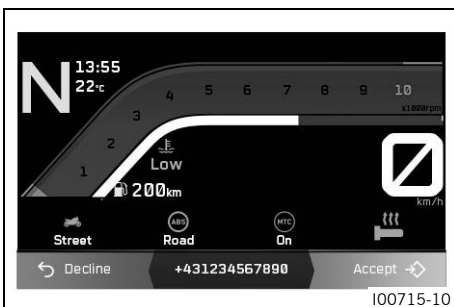 N
13:55
22°C
1 2 3 4 5 6 7 8 9 10
x1000rpm
Low
200km
0
km/h
ABS
MTC
Street
Road
On
Decline
+431234567890
Accept
I00715-10